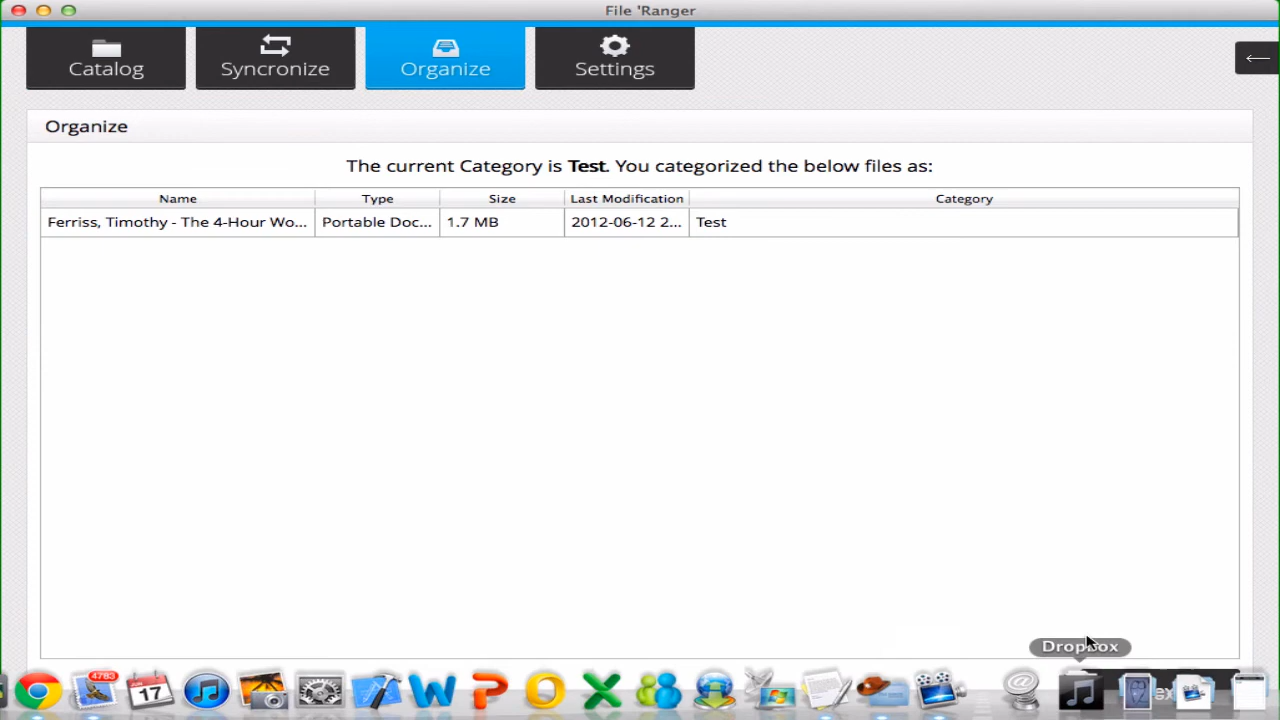 File 'Ranger
Catalog
Syncronize
Organize
Settings
Organize
The current Category is Test. You categorized the below files as:
Name Type Size Last Modification Category
Ferriss, Timothy - The 4-Hour Wo... Portable Doc... 1.7 MB 2012-06-12 2... Test
Dropbox
4783
17